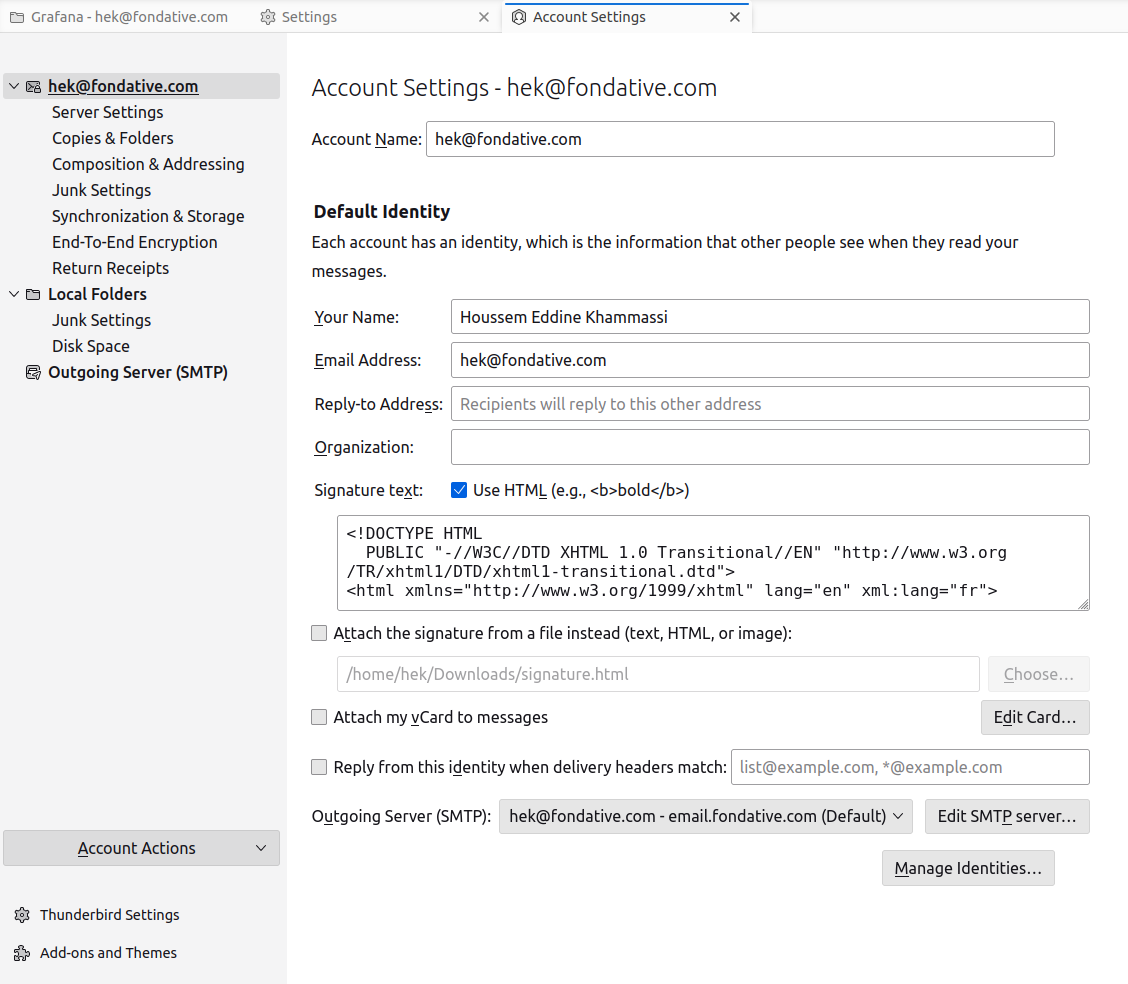 Grafana - hek@fondative.com
Settings
Account Settings
hek@fondative.com
Server Settings
Copies & Folders
Composition & Addressing
Junk Settings
Synchronization & Storage
End-To-End Encryption
Return Receipts
Local Folders
Junk Settings
Disk Space
Outgoing Server (SMTP)
Account Actions
Thunderbird Settings
Add-ons and Themes
Account Settings - hek@fondative.com
Account Name: hek@fondative.com
Default Identity
Each account has an identity, which is the information that other people see when they read your
messages.
Your Name: Houssem Eddine Khammassi
Email Address: hek@fondative.com
Reply-to Address: Recipients will reply to this other address
Organization:
Signature text: Use HTML (e.g., <b>bold</b>)
<!DOCTYPE HTML
PUBLIC "-//W3C//DTD XHTML 1.0 Transitional//EN" "http://www.w3.org
/TR/xhtml1/DTD/xhtml1-transitional.dtd">
<html xmlns="http://www.w3.org/1999/xhtml" lang="en" xml:lang="fr">
Attach the signature from a file instead (text, HTML, or image):
/home/hek/Downloads/signature.html Choose...
Attach my vCard to messages Edit Card...
Reply from this identity when delivery headers match: list@example.com, *@example.com
Outgoing Server (SMTP): hek@fondative.com - email.fondative.com (Default) Edit SMTP server...
Manage Identities...